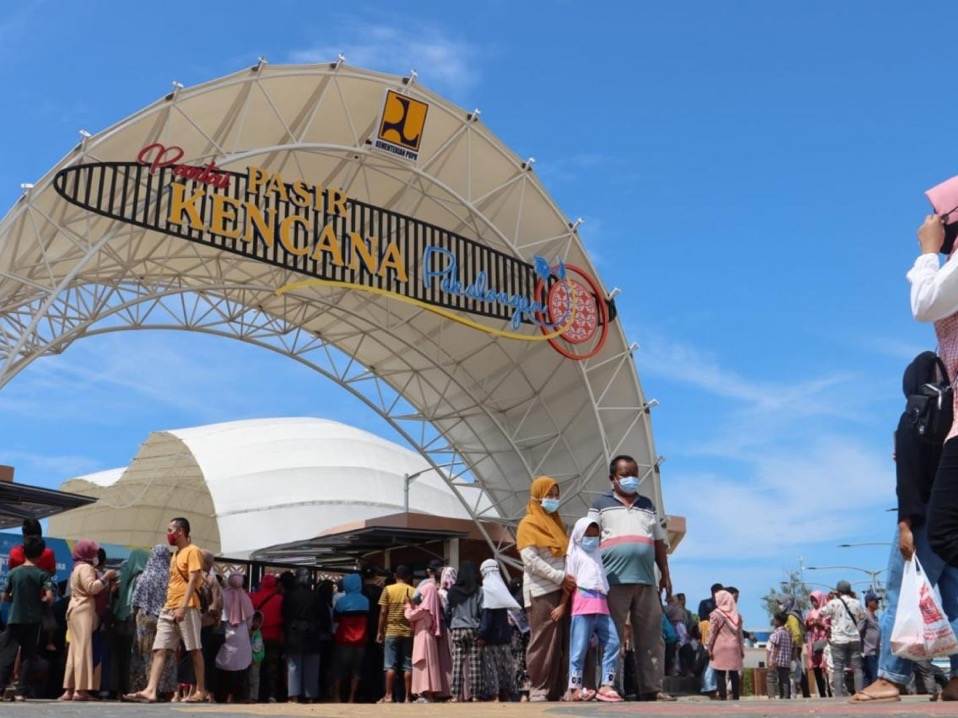 KEMENTERIAN PUPR
Pantai PASIR
KENCANA Pekalongan